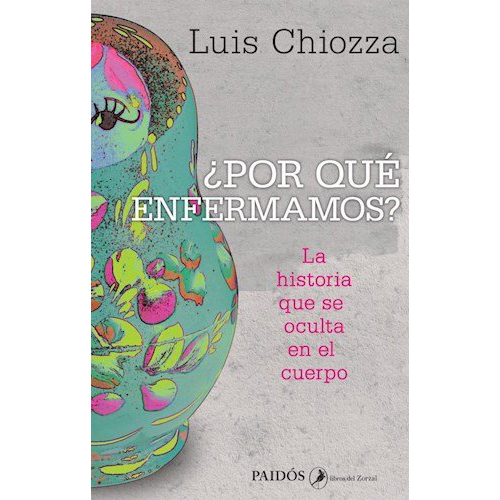 Luis Chiozza
¿POR QUÉ
ENFERMAMOS?
La
historia
que se
oculta
en el
cuerpo
PAIDÓS libros del Zorzal